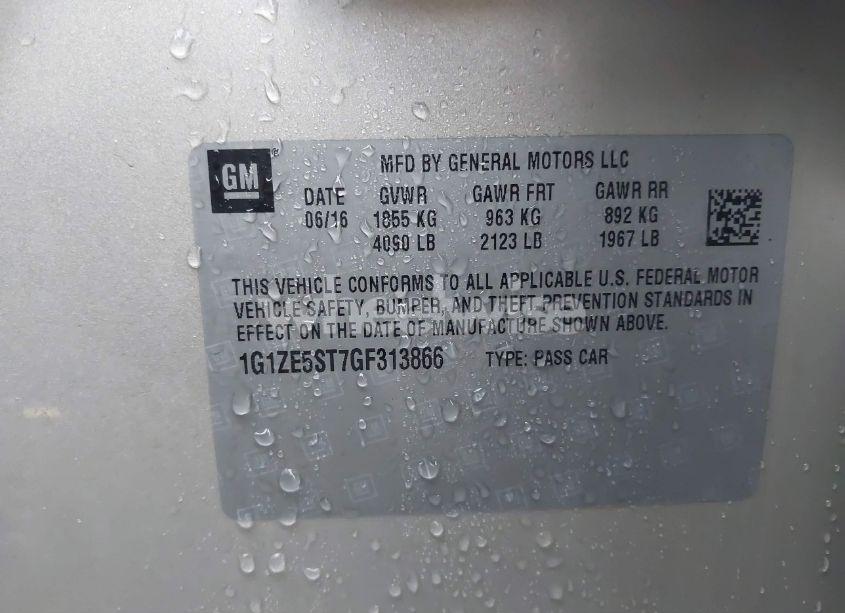 GM
MFD BY GENERAL MOTORS LLC
DATE GVWR GAWR FRT GAWR RR
06/16 1855 KG 963 KG 892 KG
4090 LB 2123 LB 1967 LB
THIS VEHICLE CONFORMS TO ALL APPLICABLE U.S. FEDERAL MOTOR
VEHICLE SAFETY, BUMPER, AND THEFT PREVENTION STANDARDS IN
EFFECT ON THE DATE OF MANUFACTURE SHOWN ABOVE.
1G1ZE5ST7GF313866 TYPE: PASS CAR